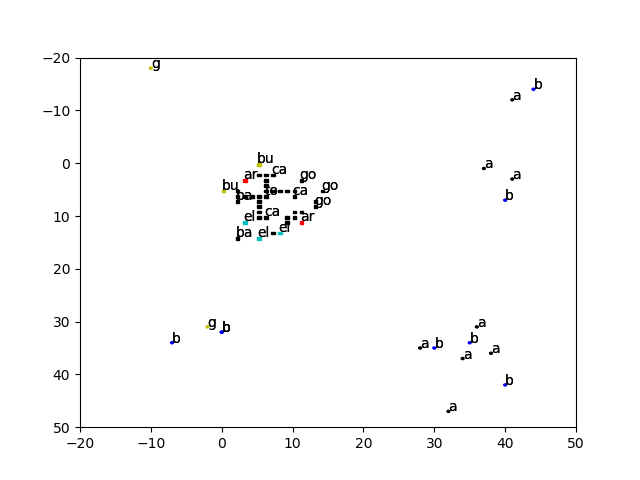 −20
g
b
−10 a
bu
0 a
ar ca go a
bu ba e ca go b
go
el ca ar
10
ba el el
20
30 g b a
b a b b a
a
40 b
a
50
−20 −10 0 10 20 30 40 50